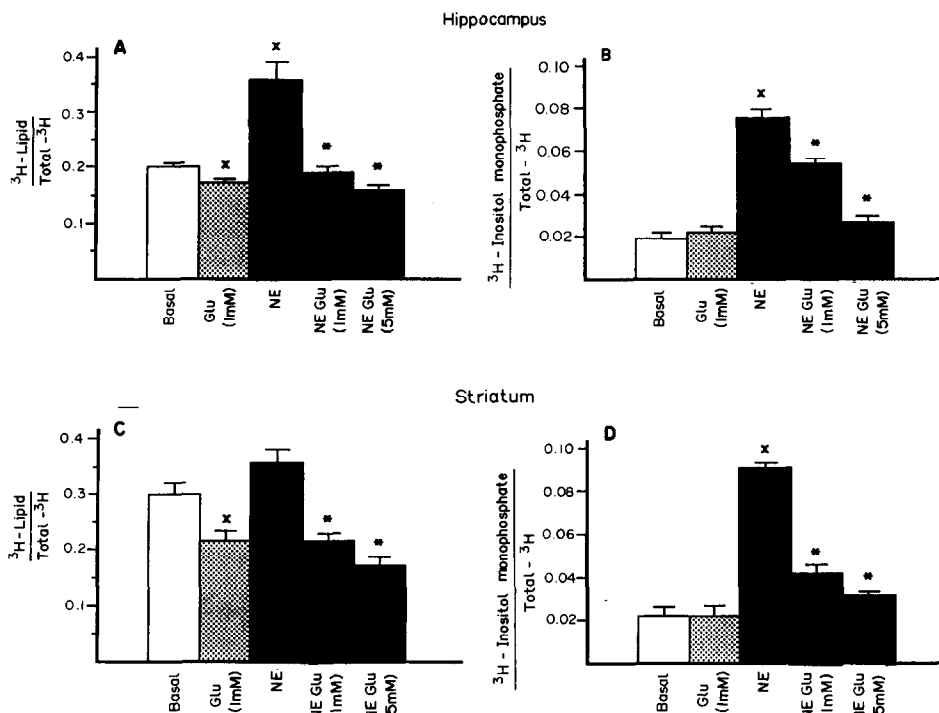 Hippocampus
A
³H-Lipid
Total -³H
0.4
0.3
0.2
0.1
x
x
*
*
Basal
Glu
(1mM)
NE
NE Glu
(1mM)
NE Glu
(5mM)
B
³H- Inositol monophosphate
Total - ³H
0.10
0.08
0.06
0.04
0.02
x
*
*
Basal
Glu
(1mM)
NE
NE Glu
(1mM)
NE Glu
(5mM)
Striatum
C
³H-Lipid
Total -³H
0.4
0.3
0.2
0.1
x
*
*
Basal
Glu
(1mM)
NE
NE Glu
(1mM)
NE Glu
(5mM)
D
³H- Inositol monophosphate
Total - ³H
0.10
0.08
0.06
0.04
0.02
x
*
*
Basal
Glu
(1mM)
NE
NE Glu
(1mM)
NE Glu
(5mM)